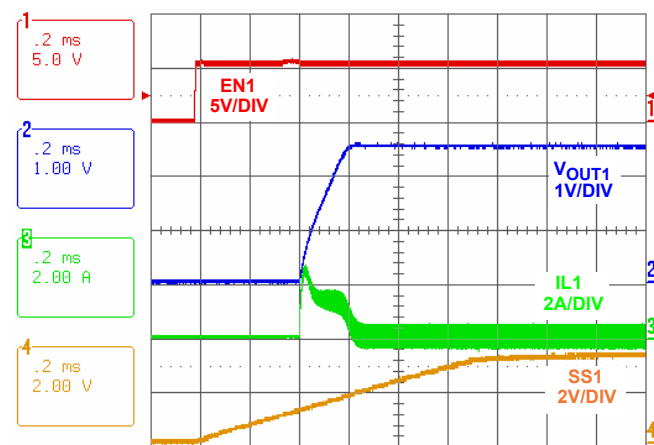 1
.2 ms
5.0 V
2
.2 ms
1.00 V
3
.2 ms
2.00 A
4
.2 ms
2.00 V
EN1
5V/DIV
1
VOUT1
1V/DIV
2
IL1
2A/DIV
3
SS1
2V/DIV
4